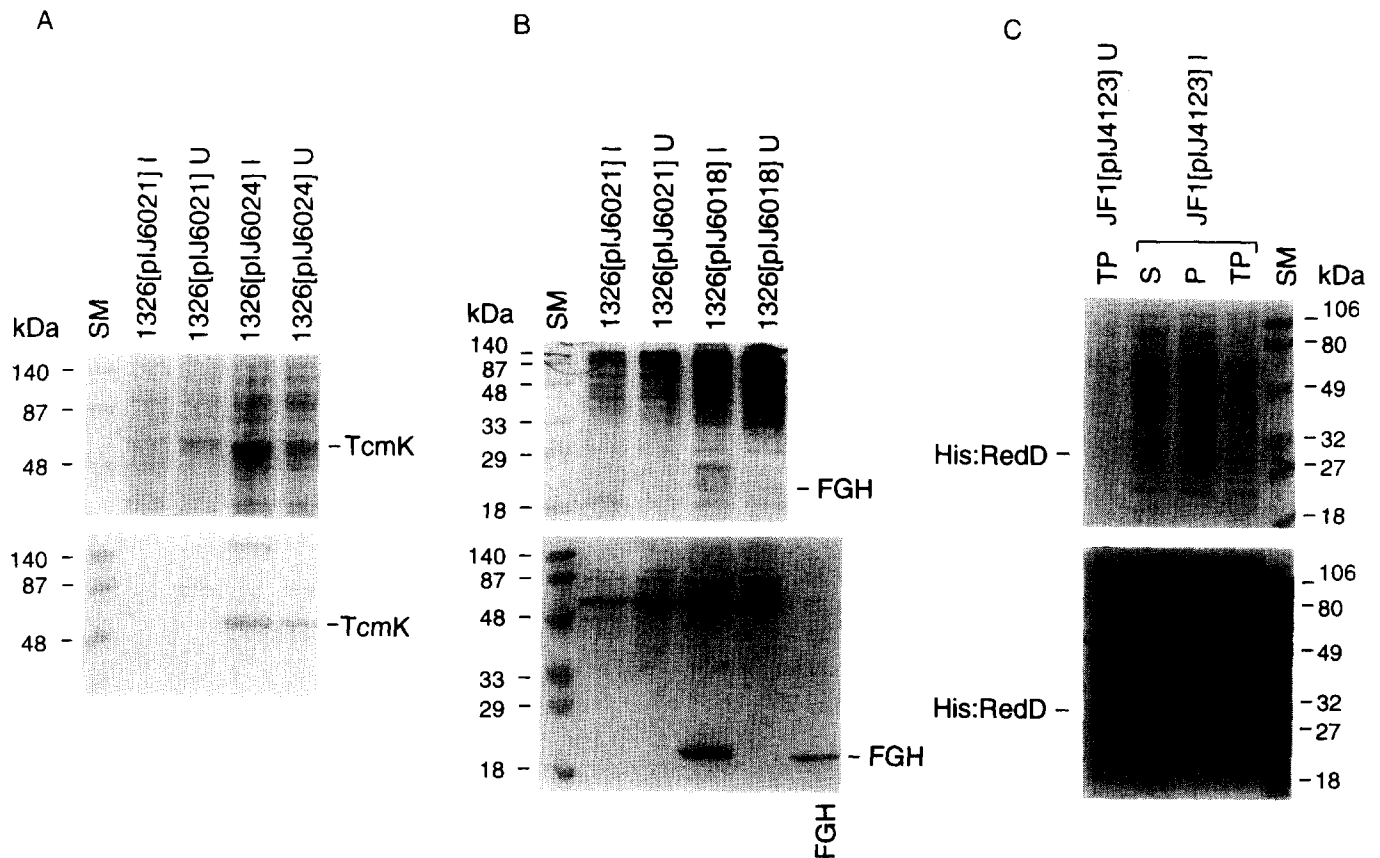 A
SM
1326[pIJ6021] I
1326[pIJ6021] U
1326[pIJ6024] I
1326[pIJ6024] U
kDa
140
87
48
TcmK
140
87
48
TcmK
B
SM
1326[pIJ6021] I
1326[pIJ6021] U
1326[pIJ6018] I
1326[pIJ6018] U
kDa
140
87
48
33
29
18
FGH
140
87
48
33
29
18
FGH
FGH
C
JF1[pIJ4123] U
JF1[pIJ4123] I
TP
S
P
TP
SM
kDa
106
80
49
32
27
18
His:RedD
106
80
49
32
27
18
His:RedD